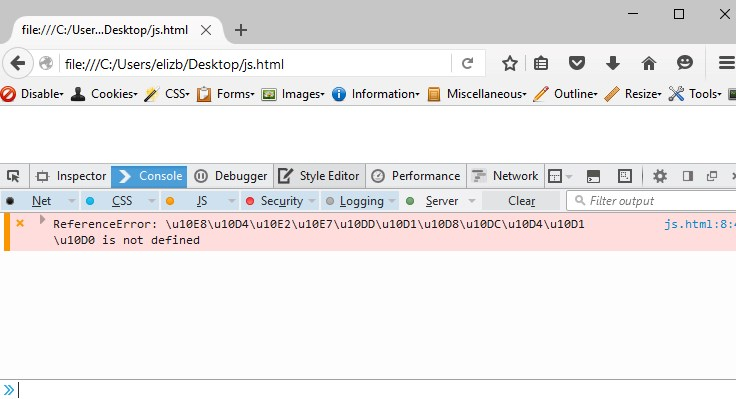 file:///C:/User...Desktop/js.html
file:///C:/Users/elizb/Desktop/js.html
Disable Cookies CSS Forms Images Information Miscellaneous Outline Resize Tools
Inspector Console Debugger Style Editor Performance Network
Net CSS JS Security Logging Server Clear Filter output
ReferenceError: \u10E8\u10D4\u10E2\u10E7\u10DD\u10D1\u10D8\u10DC\u10D4\u10D1 js.html:8:4
\u10D0 is not defined